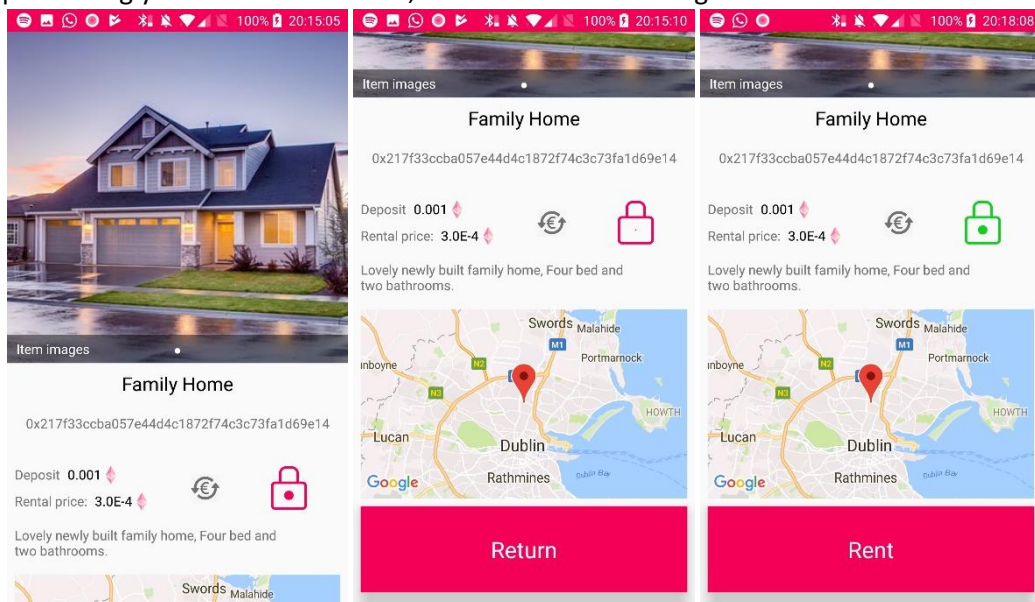 100% 20:15:05
Item images
Family Home
0x217f33ccba057e44d4c1872f74c3c73fa1d69e14
Deposit 0.001
Rental price: 3.0E-4
Lovely newly built family home, Four bed and
two bathrooms.
Swords Malahide
100% 20:15:10
Item images
Family Home
0x217f33ccba057e44d4c1872f74c3c73fa1d69e14
Deposit 0.001
Rental price: 3.0E-4
Lovely newly built family home, Four bed and
two bathrooms.
Swords Malahide
M1
Portmarnock
nboyne
N2
N3
HOWTH
Lucan
Dublin
Rathmines
Dublin Bay
Google
Return
100% 20:18:08
Item images
Family Home
0x217f33ccba057e44d4c1872f74c3c73fa1d69e14
Deposit 0.001
Rental price: 3.0E-4
Lovely newly built family home, Four bed and
two bathrooms.
Swords Malahide
M1
Portmarnock
nboyne
N2
N3
HOWTH
Lucan
Dublin
Rathmines
Dublin Bay
Google
Rent